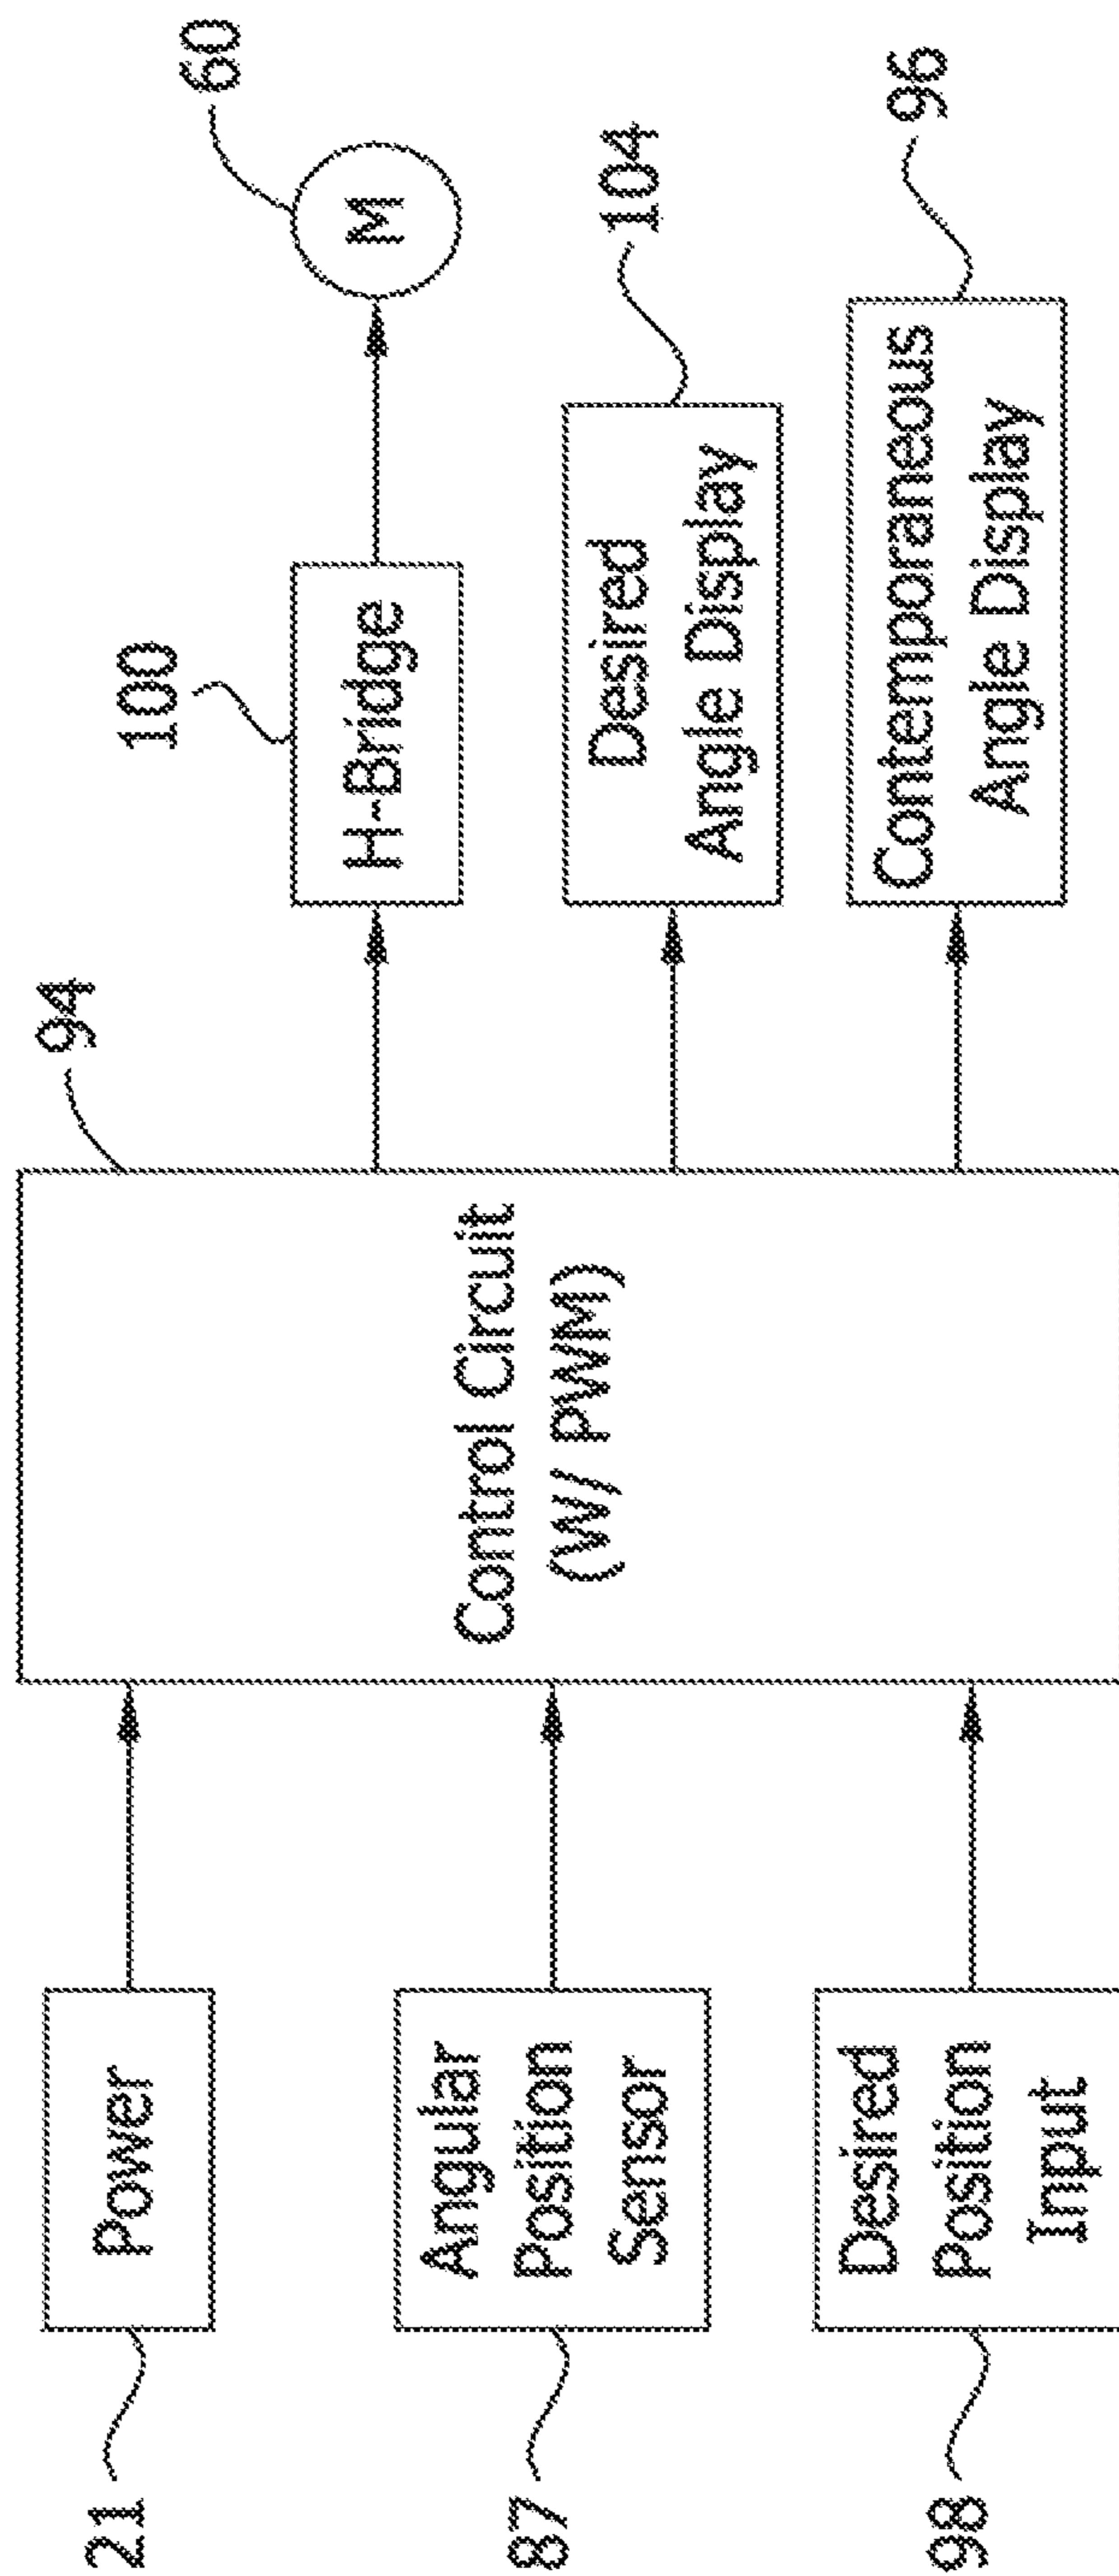 21
Power
87
Angular
Position
Sensor
98
Desired
Position
Input
94
Control Circuit
(W/ PWM)
100
H-Bridge
60
M
104
Desired
Angle Display
96
Contemporaneous
Angle Display